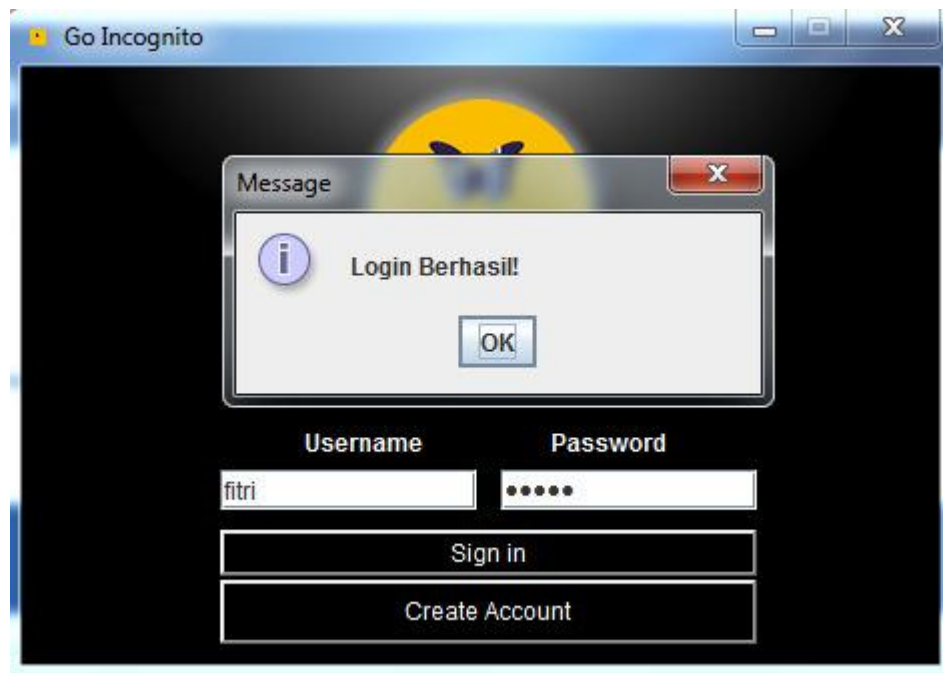 Go Incognito
Message
Login Berhasil!
OK
Username Password
fitri •••••
Sign in
Create Account